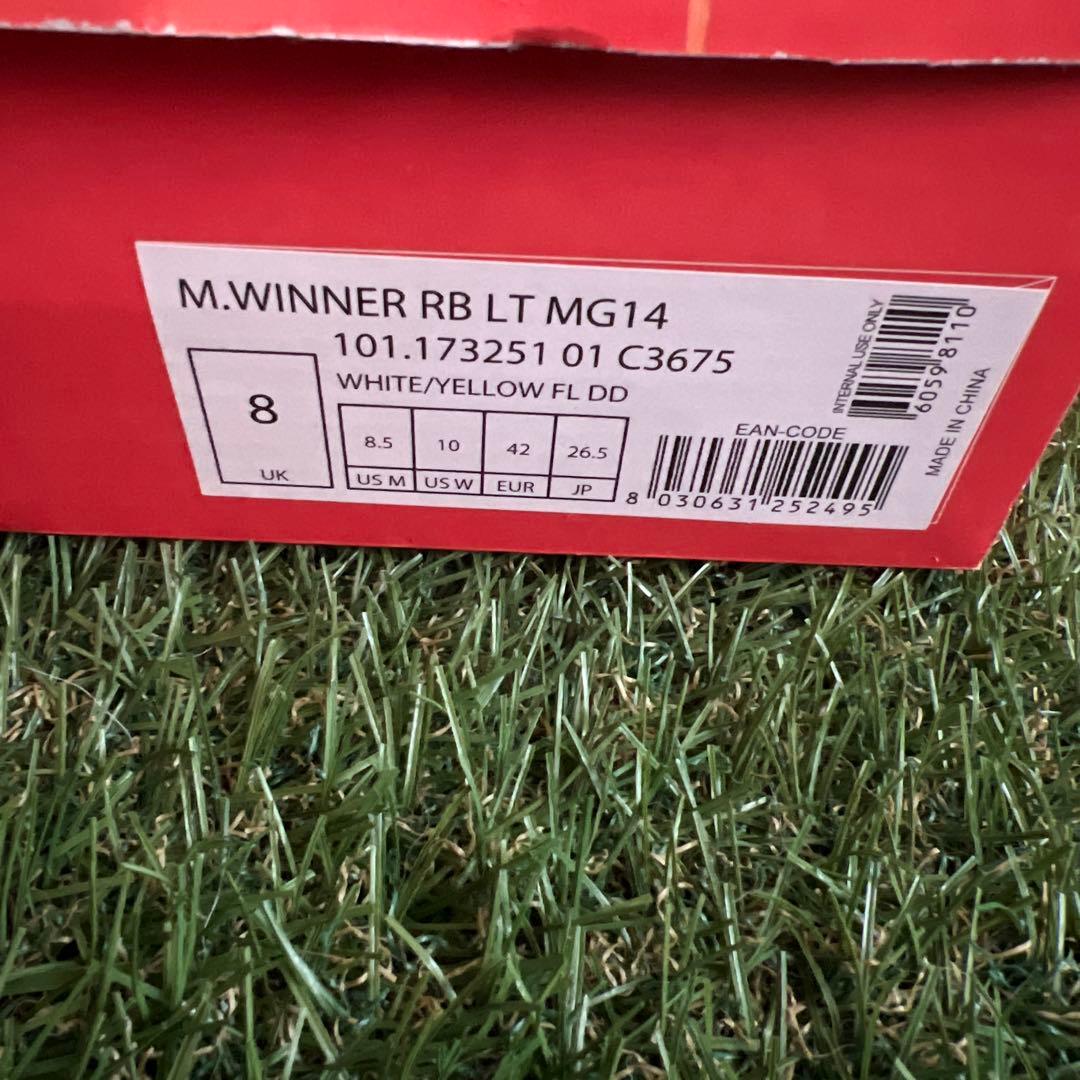 M.WINNER RB LT MG14
101.173251 01 C3675
WHITE/YELLOW FL DD
8
UK
8.5 10 42 26.5
US M US W EUR JP
EAN-CODE
8 030631 252495
INTERNAL USE ONLY
6059 8110
MADE IN CHINA